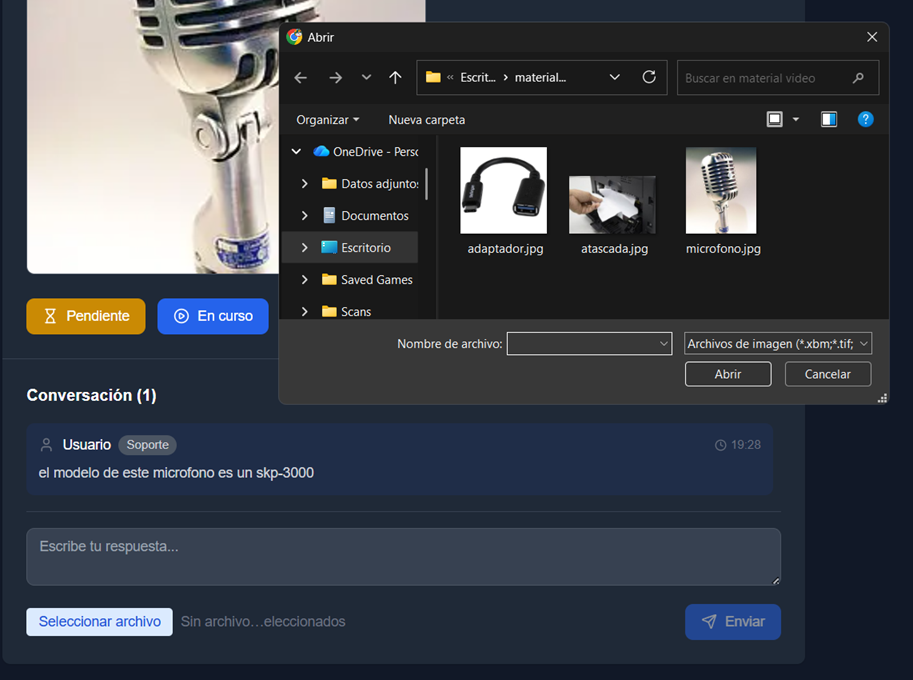 Abrir
« Escrit... › material...
Buscar en material video
Organizar
Nueva carpeta
OneDrive - Persc
Datos adjuntos
Documentos
Escritorio
Saved Games
Scans
adaptador.jpg
atascada.jpg
microfono.jpg
Nombre de archivo:
Archivos de imagen (*.xbm;*.tif;
Abrir
Cancelar
Pendiente
En curso
Conversación (1)
Usuario Soporte
19:28
el modelo de este microfono es un skp-3000
Escribe tu respuesta...
Seleccionar archivo
Sin archivo…eleccionados
Enviar